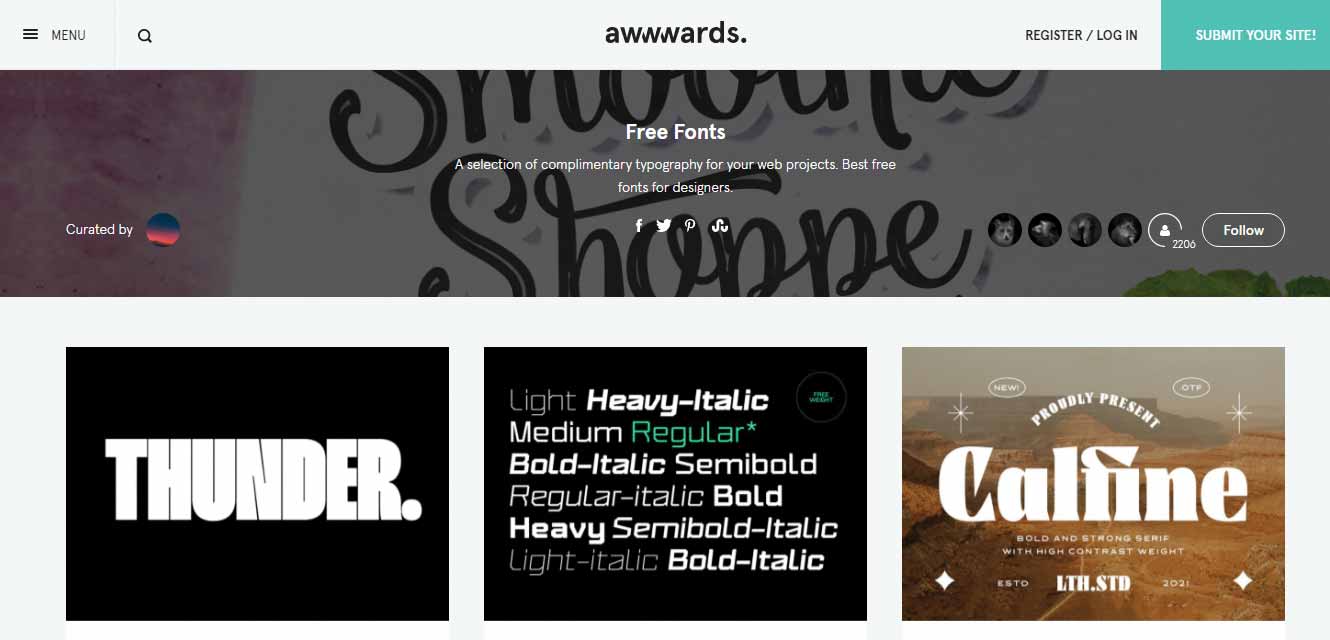 MENU
awwwards.
REGISTER / LOG IN
SUBMIT YOUR SITE!
Smoothie
Shoppe
Free Fonts
A selection of complimentary typography for your web projects. Best free
fonts for designers.
Curated by
2206
Follow
THUNDER.
Light Heavy-Italic
FREE
WEIGHT
Medium Regular*
Bold-Italic Semibold
Regular-italic Bold
Heavy Semibold-Italic
Light-italic Bold-Italic
NEW!
OTF
PROUDLY PRESENT
Calfine
BOLD AND STRONG SERIF
WITH HIGH CONTRAST WEIGHT
ESTD
LTH.STD
2021